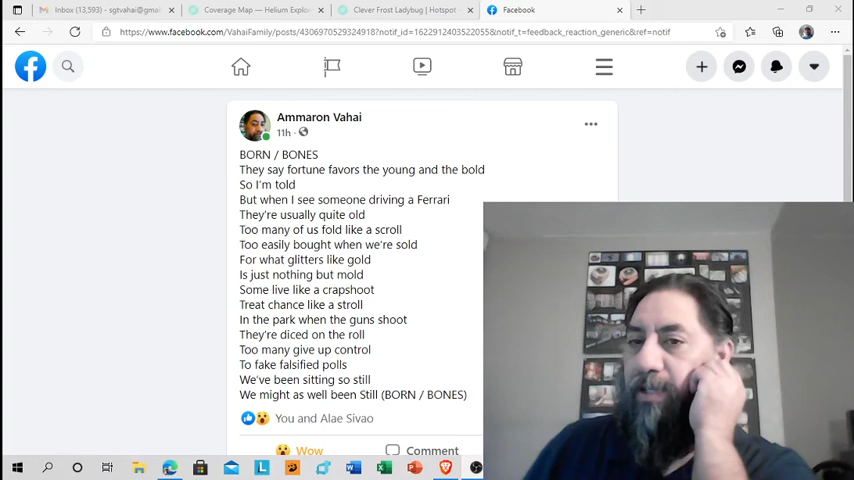 Inbox (13,593) - sgtvahai@gmai
Coverage Map — Helium Explor
Clever Frost Ladybug | Hotspot -
Facebook
https://www.facebook.com/VahaiFamily/posts/4306970529324918?notif_id=1622912403522055&notif_t=feedback_reaction_generic&ref=notif
Ammaron Vahai
11h ·
BORN / BONES
They say fortune favors the young and the bold
So I'm told
But when I see someone driving a Ferrari
They're usually quite old
Too many of us fold like a scroll
Too easily bought when we're sold
For what glitters like gold
Is just nothing but mold
Some live like a crapshoot
Treat chance like a stroll
In the park when the guns shoot
They're diced on the roll
Too many give up control
To fake falsified polls
We've been sitting so still
We might as well been Still (BORN / BONES)
You and Alae Sivao
Wow
Comment